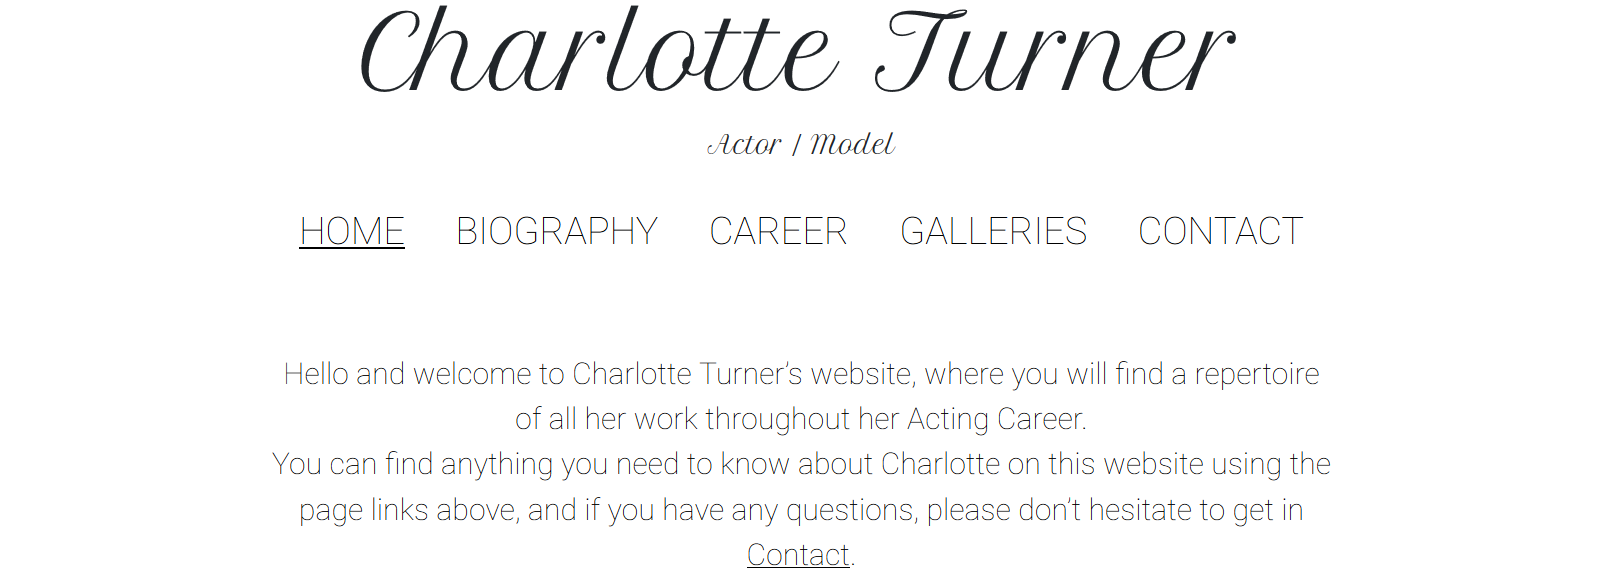 Charlotte Turner
Actor / Model
HOME BIOGRAPHY CAREER GALLERIES CONTACT
Hello and welcome to Charlotte Turner’s website, where you will find a repertoire
of all her work throughout her Acting Career.
You can find anything you need to know about Charlotte on this website using the
page links above, and if you have any questions, please don’t hesitate to get in
Contact.